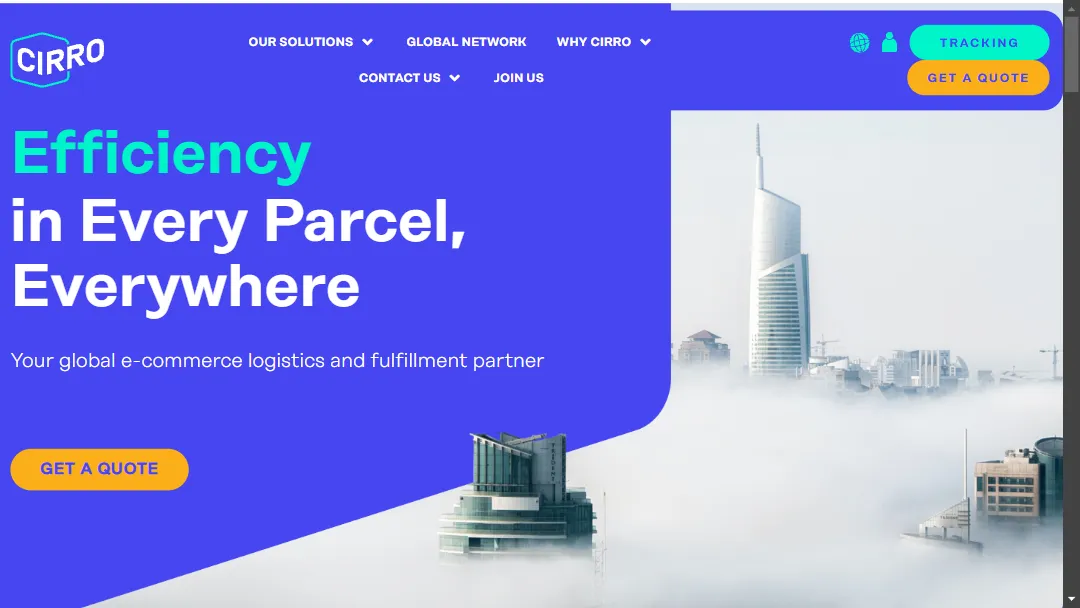 CIRRO
OUR SOLUTIONS
GLOBAL NETWORK
WHY CIRRO
TRACKING
CONTACT US
JOIN US
GET A QUOTE
Efficiency
in Every Parcel,
Everywhere
Your global e-commerce logistics and fulfillment partner
GET A QUOTE
TRIDENT